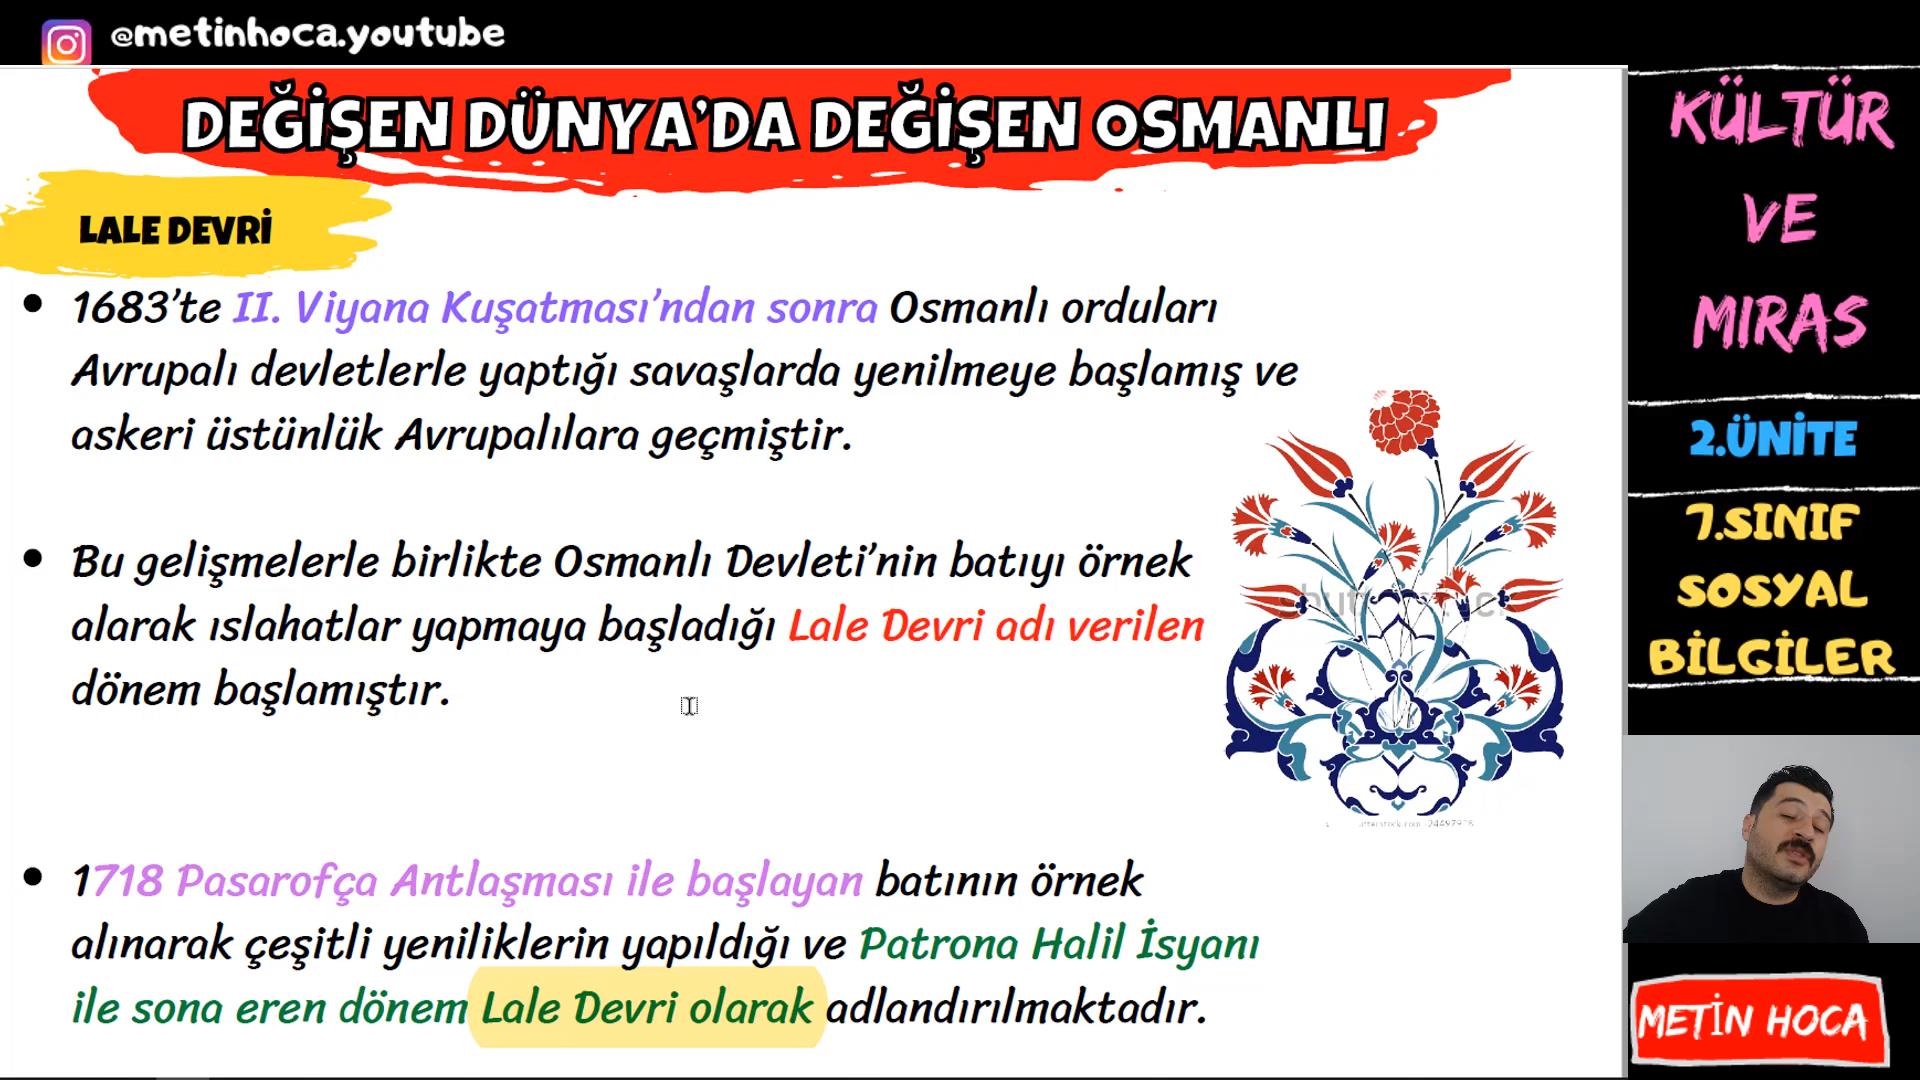 @metinhoca.youtube
DEĞİŞEN DÜNYA'DA DEĞİŞEN OSMANLI
LALE DEVRİ
• 1683'te II. Viyana Kuşatması'ndan sonra Osmanlı orduları
Avrupalı devletlerle yaptığı savaşlarda yenilmeye başlamış ve
askeri üstünlük Avrupalılara geçmiştir.
• Bu gelişmelerle birlikte Osmanlı Devleti'nin batıyı örnek
alarak ıslahatlar yapmaya başladığı Lale Devri adı verilen
dönem başlamıştır.
• 1718 Pasarofça Antlaşması ile başlayan batının örnek
alınarak çeşitli yeniliklerin yapıldığı ve Patrona Halil İsyanı
ile sona eren dönem Lale Devri olarak adlandırılmaktadır.
KÜLTÜR
VE
MIRAS
2.ÜNİTE
7.SINIF
SOSYAL
BİLGİLER
METİN HOCA